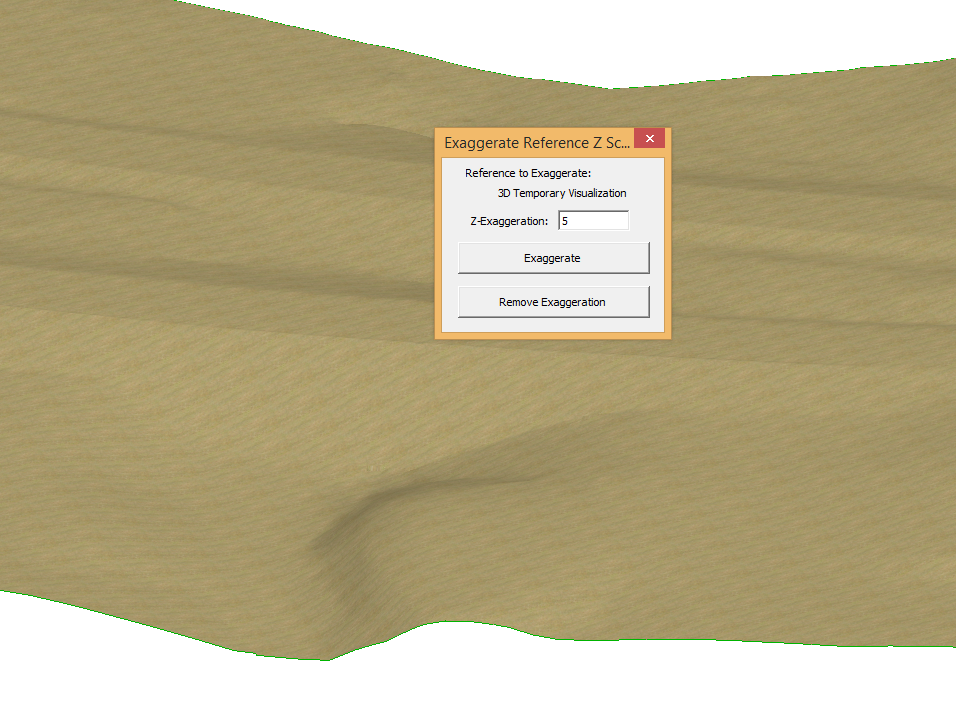 Exaggerate Reference Z Sc...
Reference to Exaggerate:
3D Temporary Visualization
Z-Exaggeration: 5
Exaggerate
Remove Exaggeration